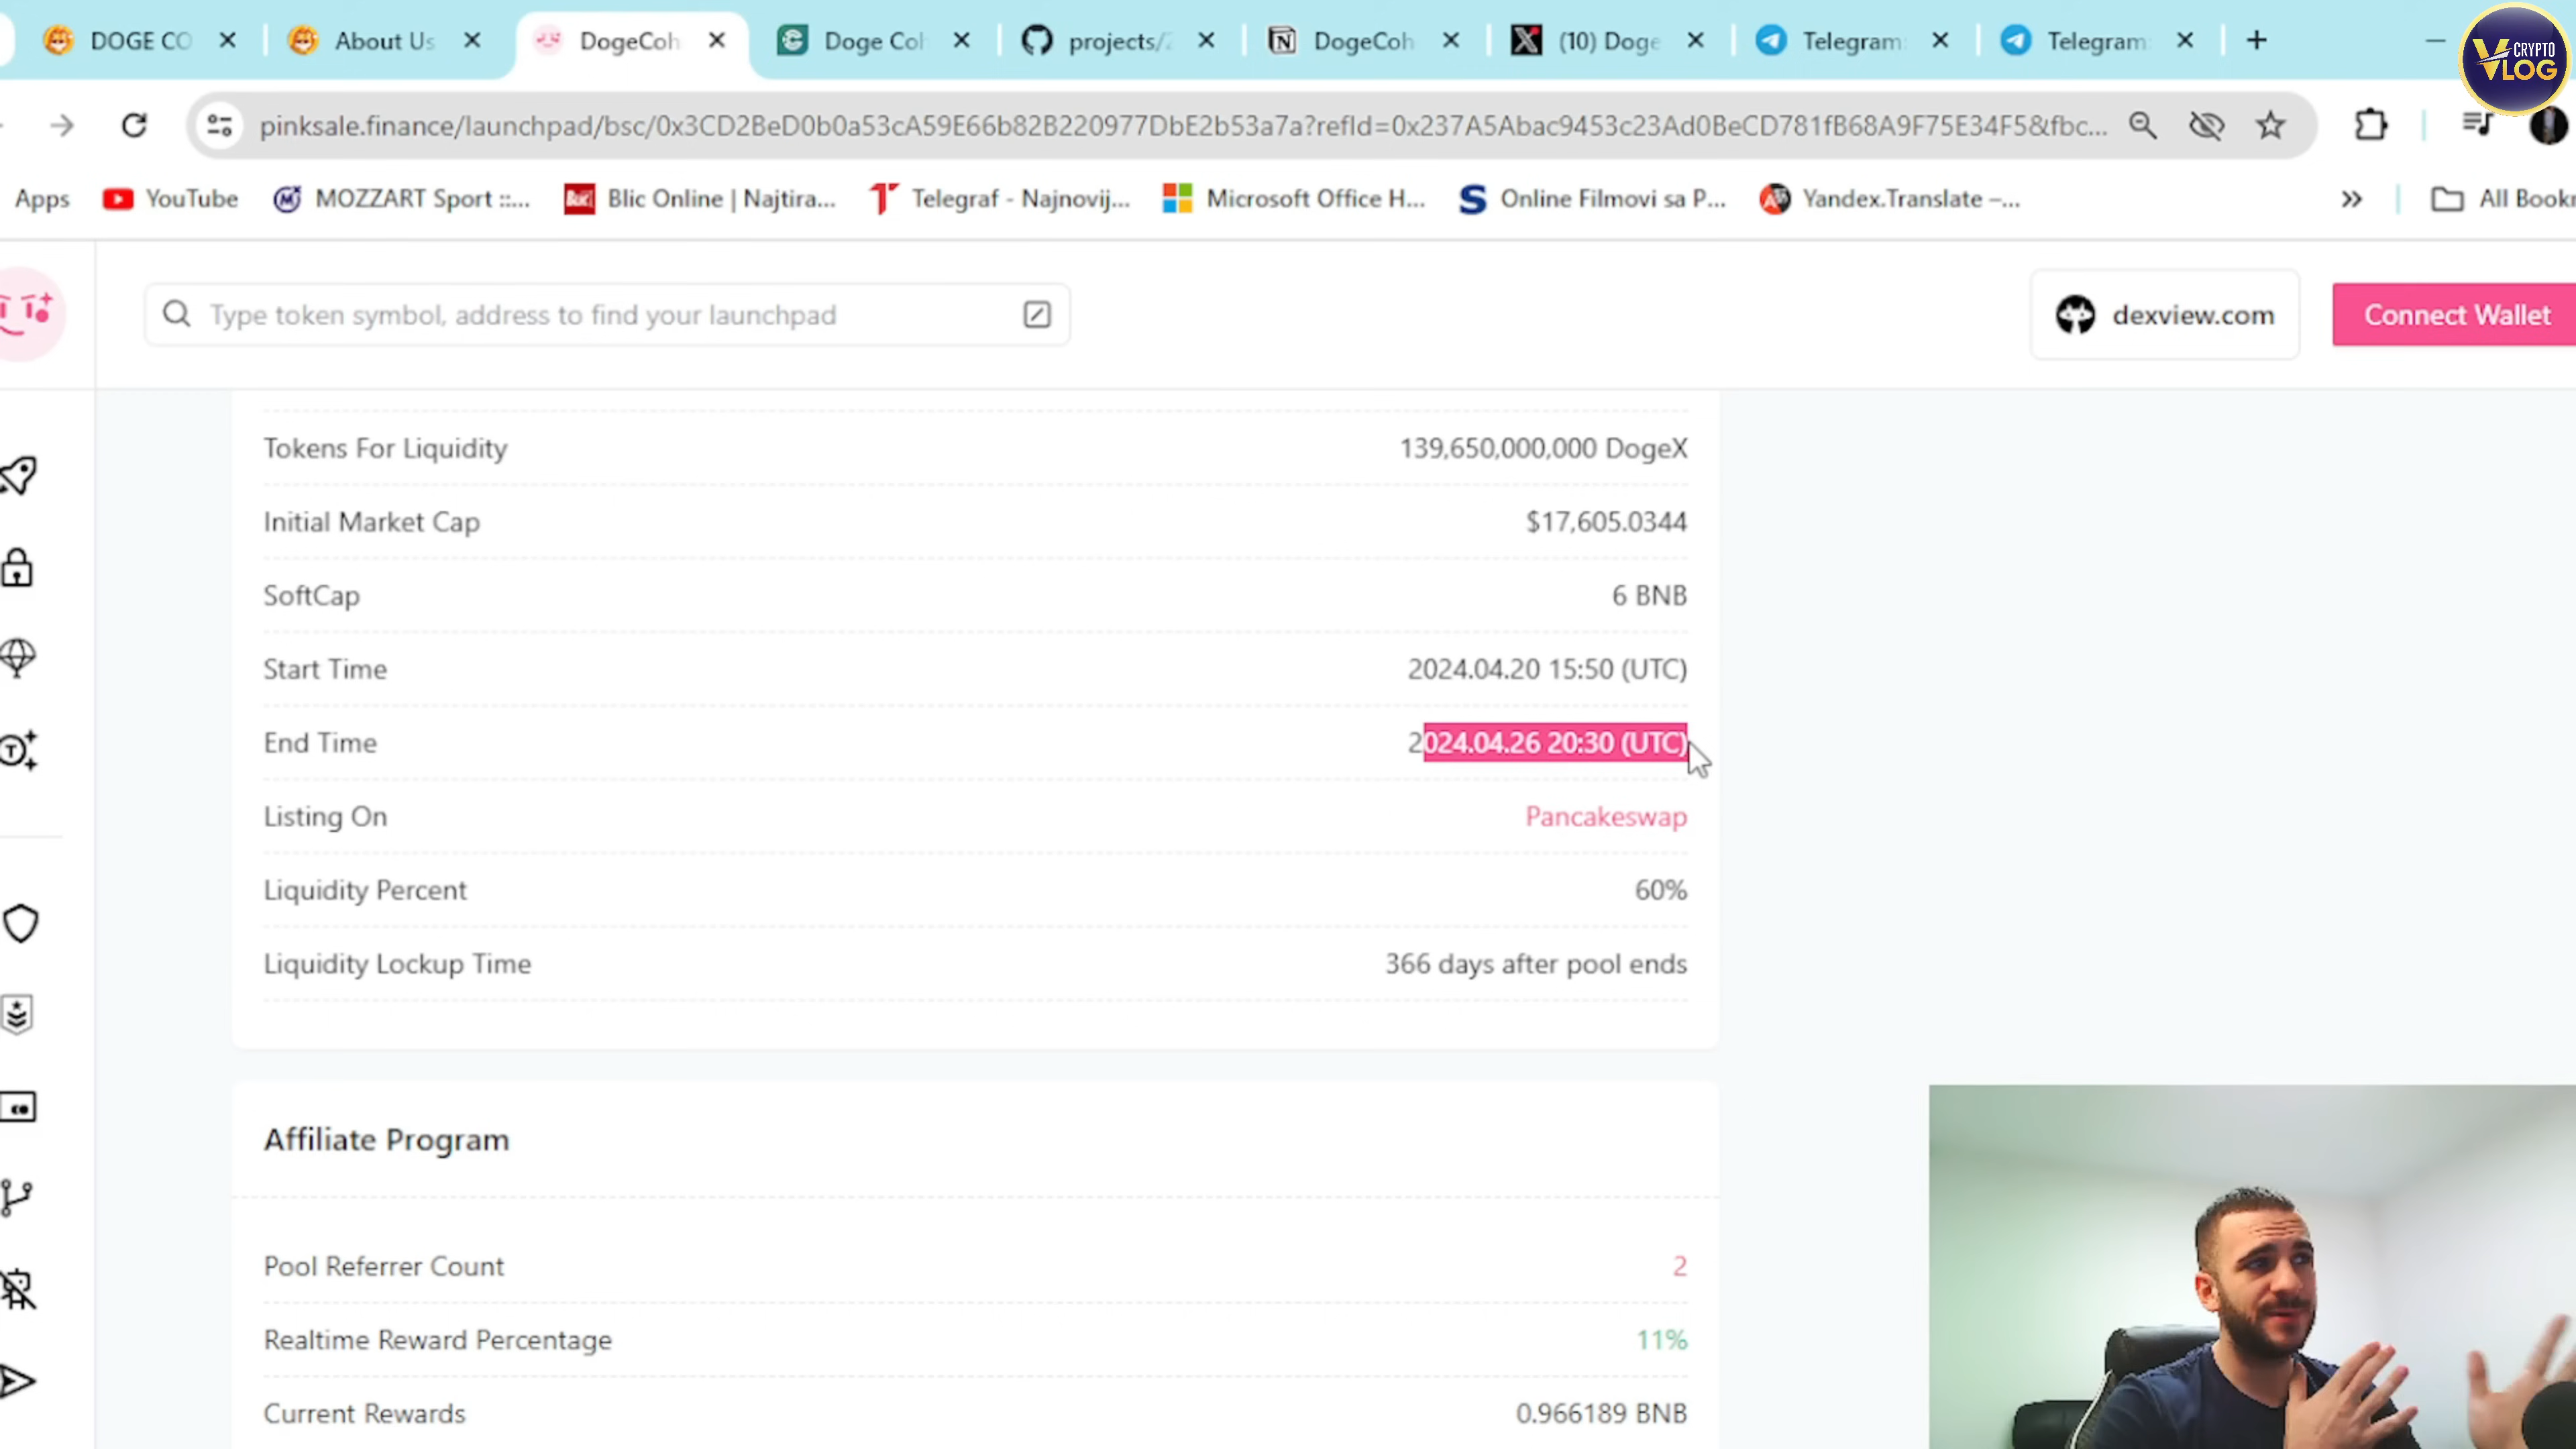 DOGE CO
About Us
DogeCoh
Doge Col
projects/
DogeCoh
(10) Doge
Telegram:
Telegram:
V CRYPTO
VLOG
pinksale.finance/launchpad/bsc/0x3CD2BeD0b0a53cA59E66b82B220977DbE2b53a7a?refId=0x237A5Abac9453c23Ad0BeCD781fB68A9F75E34F5&fbc...
Apps
YouTube
MOZZART Sport ::...
Blic Online | Najtira...
Telegraf - Najnovij...
Microsoft Office H...
Online Filmovi sa P...
Yandex.Translate –...
All Bookr
Type token symbol, address to find your launchpad
dexview.com
Connect Wallet
Tokens For Liquidity 139,650,000,000 DogeX
Initial Market Cap $17,605.0344
SoftCap 6 BNB
Start Time 2024.04.20 15:50 (UTC)
End Time 2024.04.26 20:30 (UTC)
Listing On Pancakeswap
Liquidity Percent 60%
Liquidity Lockup Time 366 days after pool ends
Affiliate Program
Pool Referrer Count 2
Realtime Reward Percentage 11%
Current Rewards 0.966189 BNB